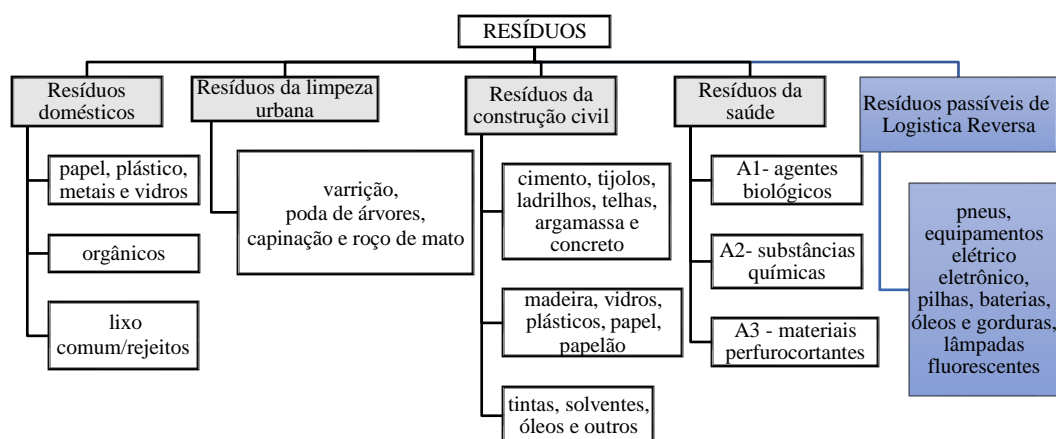 RESÍDUOS
Resíduos
domésticos
papel, plástico,
metais e vidros
orgânicos
lixo
comum/rejeitos
Resíduos da limpeza
urbana
varrição,
poda de árvores,
capinação e roço de mato
Resíduos da
construção civil
cimento, tijolos,
ladrilhos, telhas,
argamassa e
concreto
madeira, vidros,
plásticos, papel,
papelão
tintas, solventes,
óleos e outros
Resíduos da
saúde
A1- agentes
biológicos
A2- substâncias
químicas
A3 - materiais
perfurocortantes
Resíduos passíveis de
Logistica Reversa
pneus,
equipamentos
elétrico
eletrônico,
pilhas, baterias,
óleos e gorduras,
lâmpadas
fluorescentes